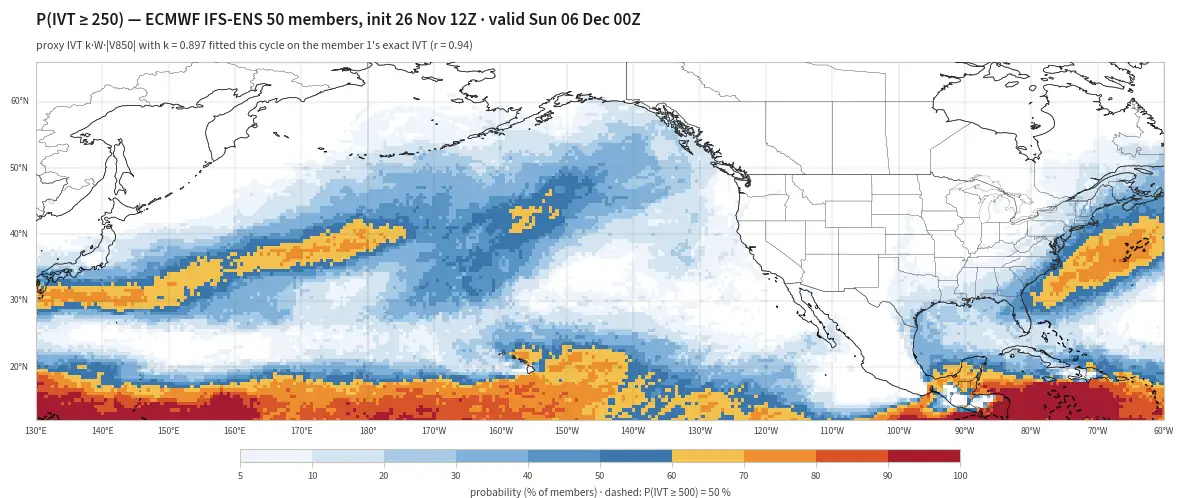 P(IVT ≥ 250) — ECMWF IFS-ENS 50 members, init 26 Nov 12Z · valid Sun 06 Dec 00Z
proxy IVT k·W·|V850| with k = 0.897 fitted this cycle on the member 1's exact IVT (r = 0.94)
60°N
50°N
40°N
30°N
20°N
130°E 140°E 150°E 160°E 170°E 180° 170°W 160°W 150°W 140°W 130°W 120°W 110°W 100°W 90°W 80°W 70°W 60°W
5 10 20 30 40 50 60 70 80 90 100
probability (% of members) · dashed: P(IVT ≥ 500) = 50 %